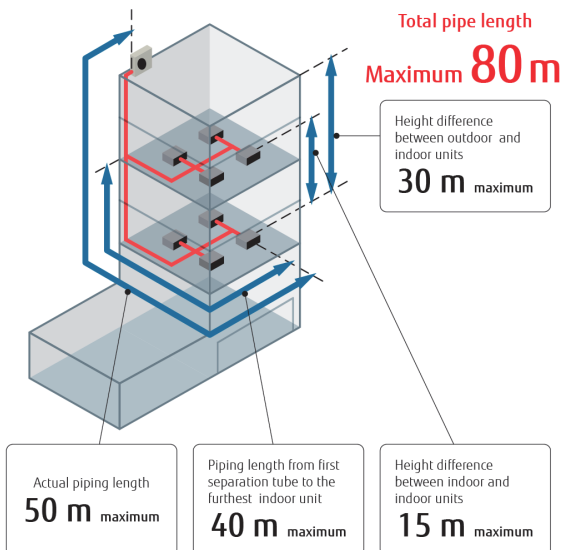 Total pipe length
Maximum 80 m
Height difference
between outdoor and
indoor units
30 m maximum
Actual piping length
50 m maximum
Piping length from first
separation tube to the
furthest indoor unit
40 m maximum
Height difference
between indoor and
indoor units
15 m maximum